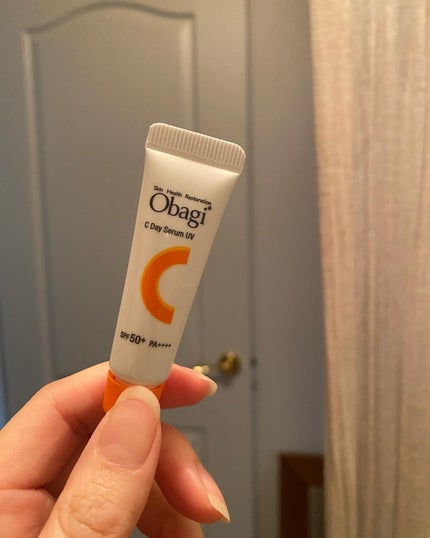 Skin Health Restoration
Obagi
C Day Serum UV
C
SPF50+ PA++++